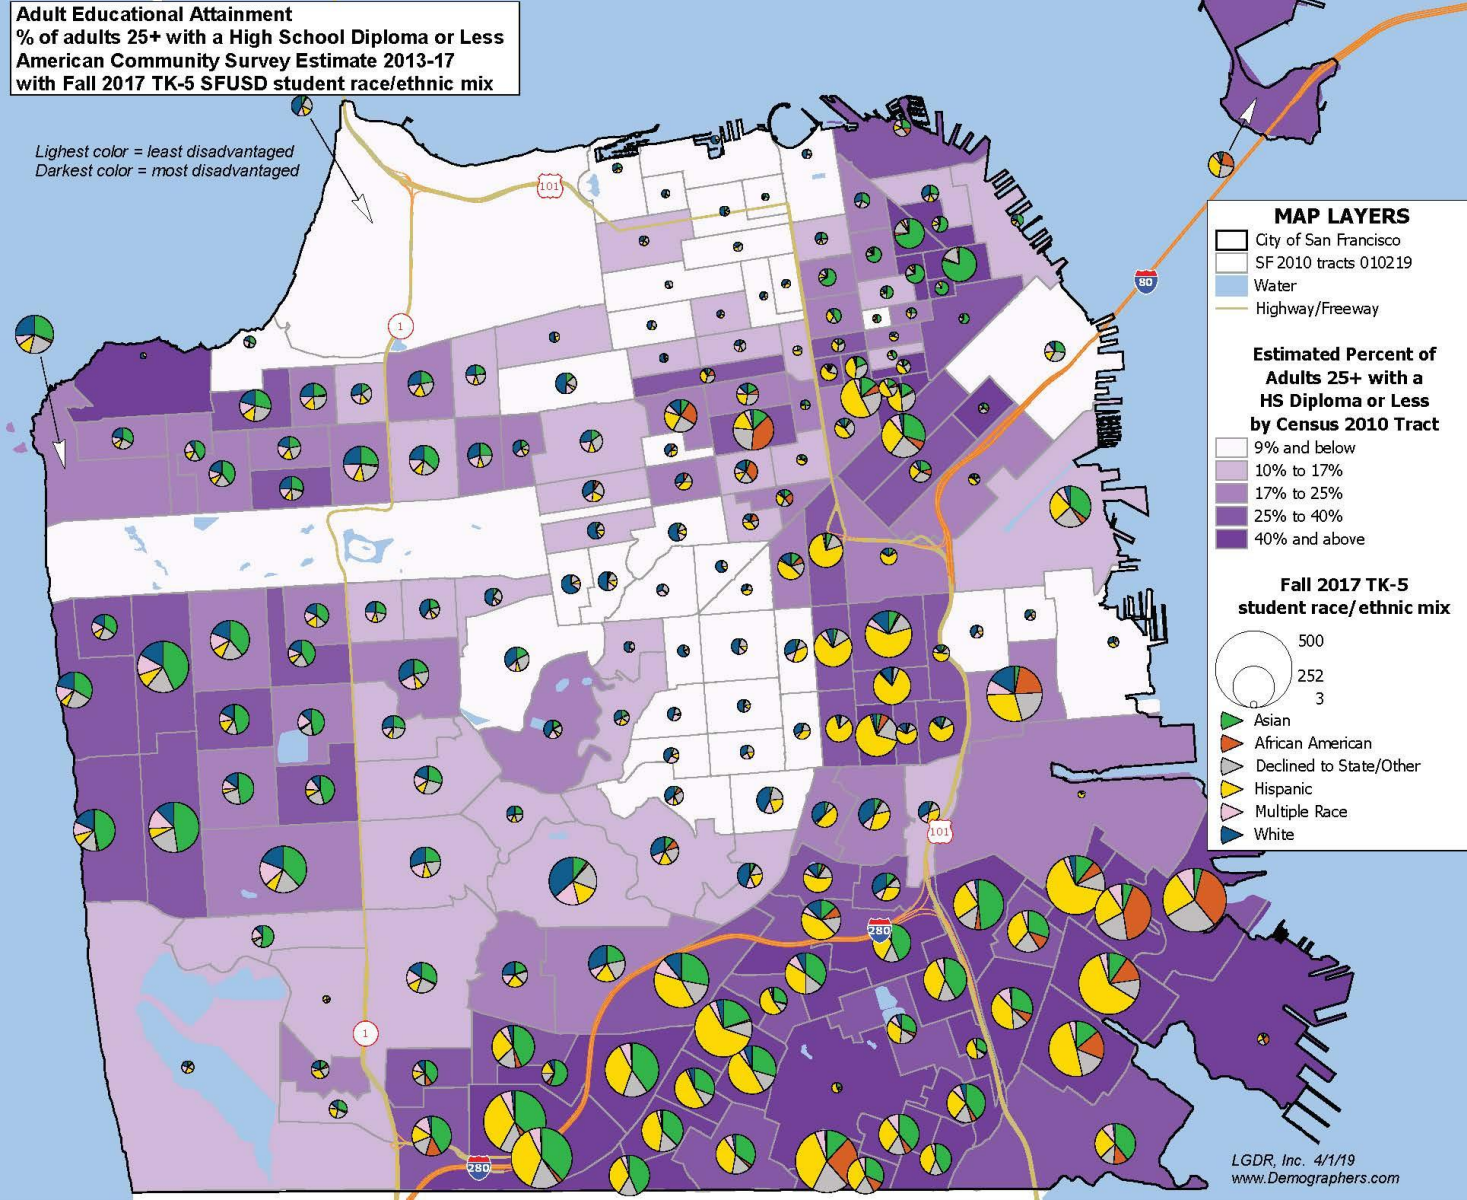 Adult Educational Attainment
% of adults 25+ with a High School Diploma or Less
American Community Survey Estimate 2013-17
with Fall 2017 TK-5 SFUSD student race/ethnic mix
Lighest color = least disadvantaged
Darkest color = most disadvantaged
101
80
1
MAP LAYERS
City of San Francisco
SF 2010 tracts 010219
Water
Highway/Freeway
Estimated Percent of
Adults 25+ with a
HS Diploma or Less
by Census 2010 Tract
9% and below
10% to 17%
17% to 25%
25% to 40%
40% and above
Fall 2017 TK-5
student race/ethnic mix
500
252
3
Asian
African American
Declined to State/Other
Hispanic
Multiple Race
White
101
280
1
280
LGDR, Inc. 4/1/19
www.Demographers.com